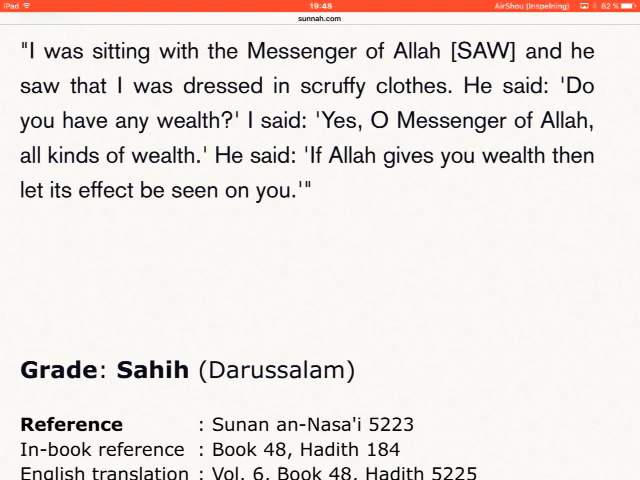 iPad 19:48 AirShou (Inspelning) 82 %
sunnah.com
"I was sitting with the Messenger of Allah [SAW] and he
saw that I was dressed in scruffy clothes. He said: 'Do
you have any wealth?' I said: 'Yes, O Messenger of Allah,
all kinds of wealth.' He said: 'If Allah gives you wealth then
let its effect be seen on you.'"
Grade: Sahih (Darussalam)
Reference : Sunan an-Nasa'i 5223
In-book reference : Book 48, Hadith 184
English translation : Vol. 6, Book 48, Hadith 5225